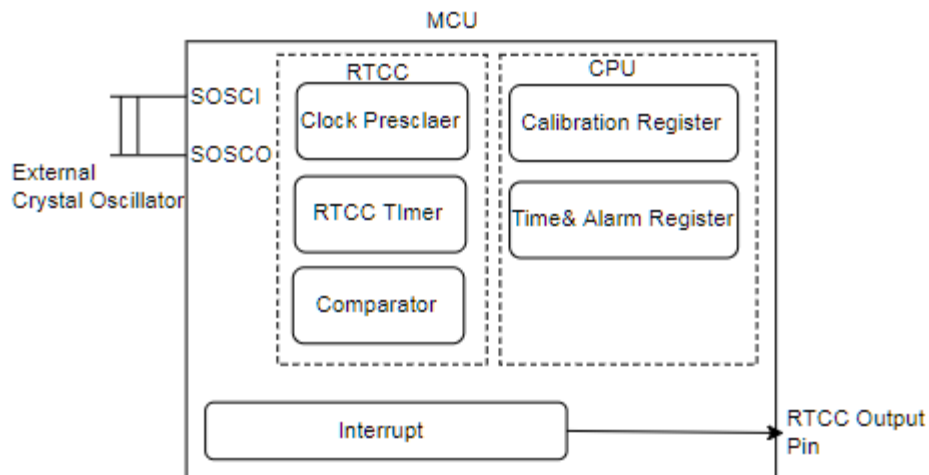 MCU
RTCC
CPU
SOSCI
SOSCO
External
Crystal Oscillator
Clock Presclaer
RTCC TImer
Comparator
Calibration Register
Time& Alarm Register
Interrupt
RTCC Output
Pin